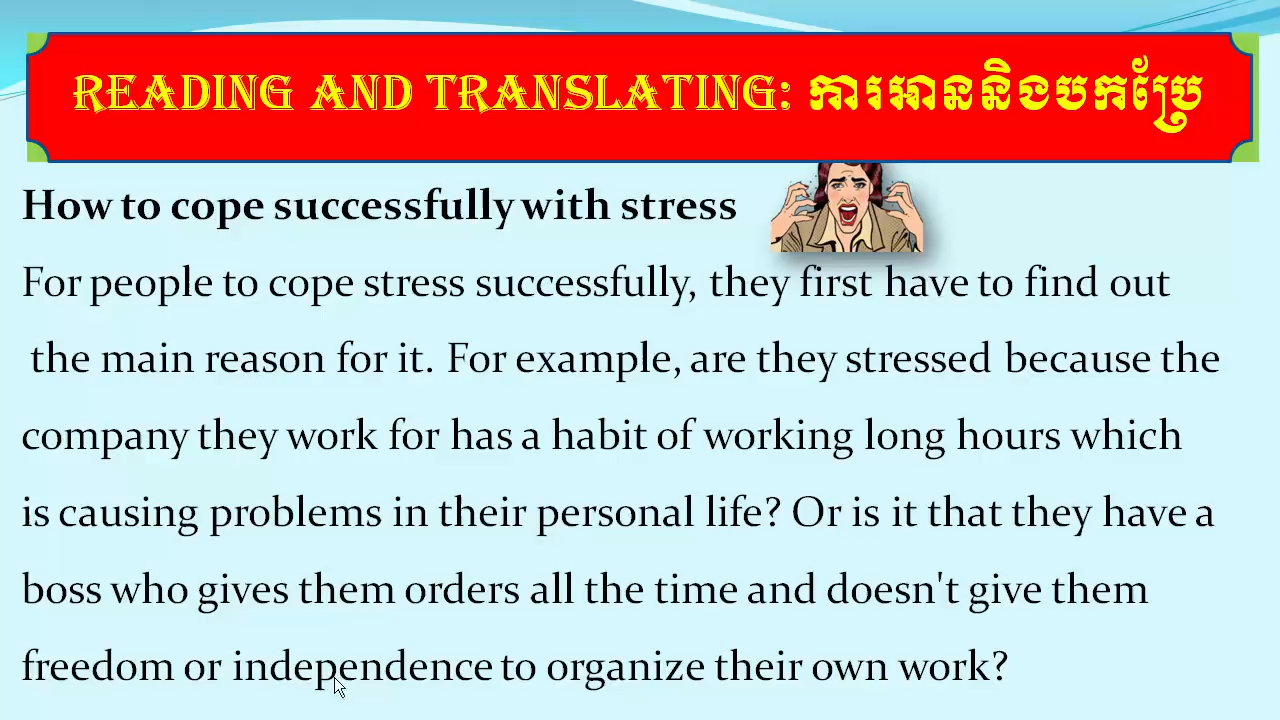 READING AND TRANSLATING: ការអាននិងបកប្រែ
How to cope successfully with stress
For people to cope stress successfully, they first have to find out
the main reason for it. For example, are they stressed because the
company they work for has a habit of working long hours which
is causing problems in their personal life? Or is it that they have a
boss who gives them orders all the time and doesn't give them
freedom or independence to organize their own work?